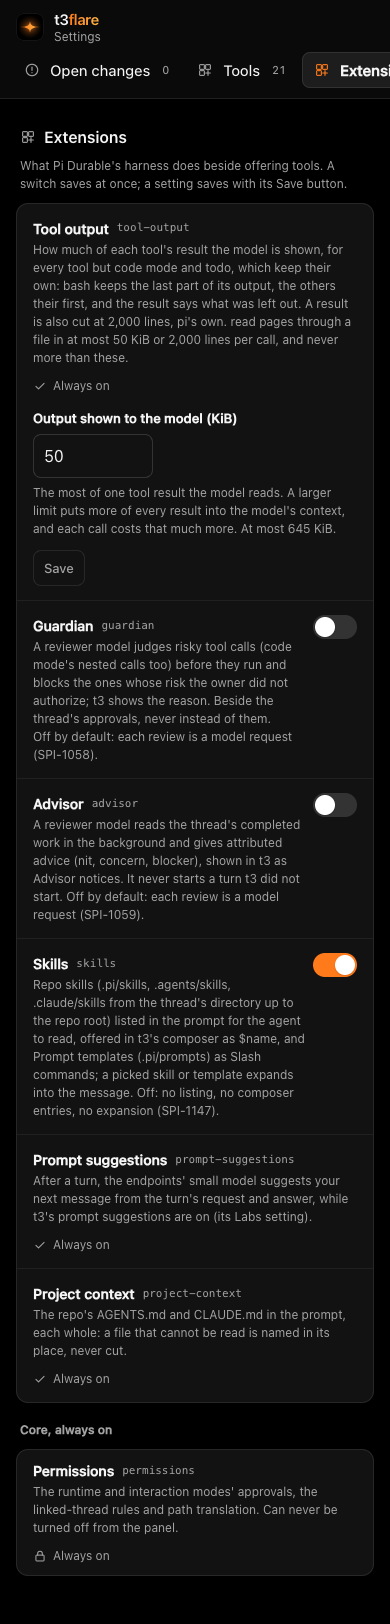 t3flare
Settings
Open changes 0 Tools 21 Extensi
Extensions
What Pi Durable's harness does beside offering tools. A
switch saves at once; a setting saves with its Save button.
Tool output tool-output
How much of each tool's result the model is shown, for
every tool but code mode and todo, which keep their
own: bash keeps the last part of its output, the others
their first, and the result says what was left out. A result
is also cut at 2,000 lines, pi's own. read pages through a
file in at most 50 KiB or 2,000 lines per call, and never
more than these.
Always on
Output shown to the model (KiB)
50
The most of one tool result the model reads. A larger
limit puts more of every result into the model's context,
and each call costs that much more. At most 645 KiB.
Save
Guardian guardian
A reviewer model judges risky tool calls (code
mode's nested calls too) before they run and
blocks the ones whose risk the owner did not
authorize; t3 shows the reason. Beside the
thread's approvals, never instead of them.
Off by default: each review is a model request
(SPI-1058).
Advisor advisor
A reviewer model reads the thread's completed
work in the background and gives attributed
advice (nit, concern, blocker), shown in t3 as
Advisor notices. It never starts a turn t3 did not
start. Off by default: each review is a model
request (SPI-1059).
Skills skills
Repo skills (.pi/skills, .agents/skills,
.claude/skills from the thread's directory up to
the repo root) listed in the prompt for the agent
to read, offered in t3's composer as $name, and
Prompt templates (.pi/prompts) as Slash
commands; a picked skill or template expands
into the message. Off: no listing, no composer
entries, no expansion (SPI-1147).
Prompt suggestions prompt-suggestions
After a turn, the endpoints' small model suggests your
next message from the turn's request and answer, while
t3's prompt suggestions are on (its Labs setting).
Always on
Project context project-context
The repo's AGENTS.md and CLAUDE.md in the prompt,
each whole: a file that cannot be read is named in its
place, never cut.
Always on
Core, always on
Permissions permissions
The runtime and interaction modes' approvals, the
linked-thread rules and path translation. Can never be
turned off from the panel.
Always on